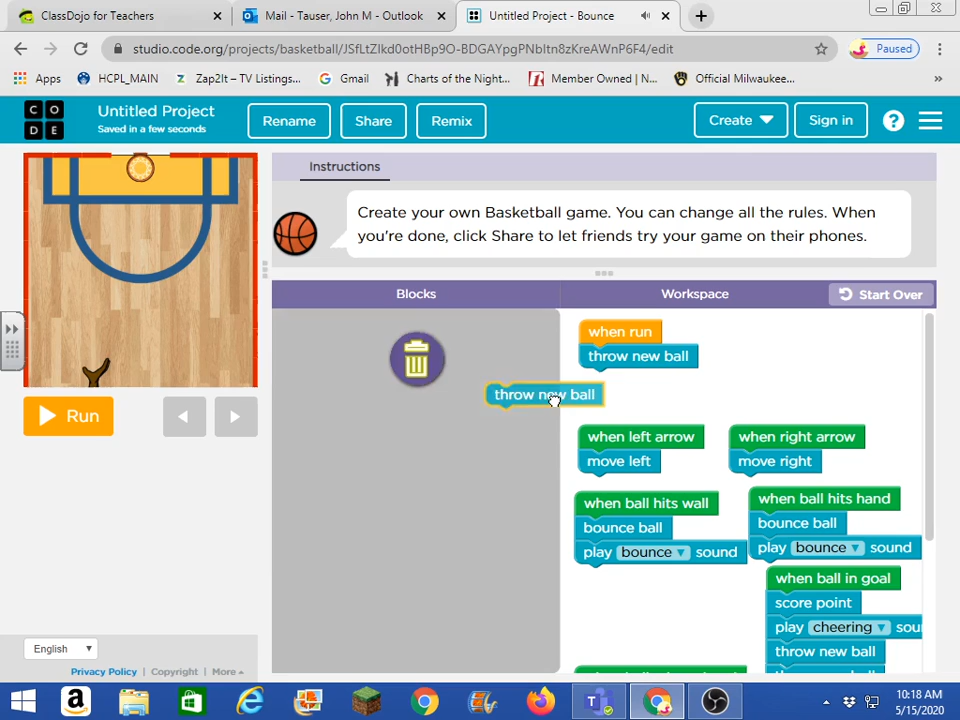 ClassDojo for Teachers
Mail - Tauser, John M - Outlook
Untitled Project - Bounce
studio.code.org/projects/basketball/JSfLtZIkd0otHBp9O-BDGAYpgPNbItn8zKreAWnP6F4/edit
Paused
Apps
HCPL_MAIN
Zap2It – TV Listings...
Gmail
Charts of the Night...
Member Owned | N...
Official Milwaukee...
»
C O
D E
Untitled Project
Saved in a few seconds
Rename
Share
Remix
Create
Sign in
?
Instructions
Create your own Basketball game. You can change all the rules. When
you're done, click Share to let friends try your game on their phones.
Blocks
Workspace
Start Over
when run
throw new ball
throw new ball
when left arrow
move left
when right arrow
move right
when ball hits wall
bounce ball
play bounce sound
when ball hits hand
bounce ball
play bounce sound
when ball in goal
score point
play cheering sou
throw new ball
Run
English
Privacy Policy | Copyright | More
10:18 AM
5/15/2020